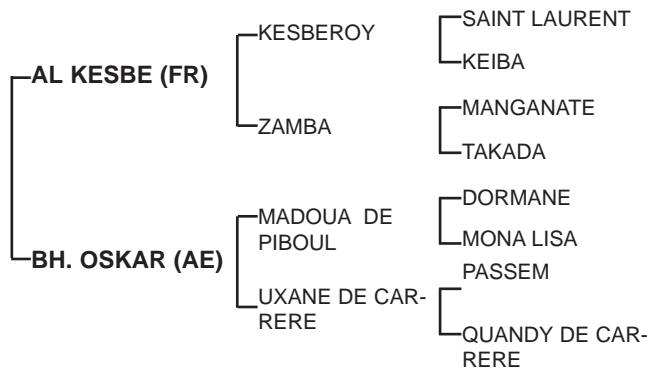 SAINT LAURENT
KESBEROY
KEIBA
AL KESBE (FR)
MANGANATE
ZAMBA
TAKADA
DORMANE
MADOUA DE
PIBOUL
MONA LISA
BH. OSKAR (AE)
PASSEM
UXANE DE CAR-
RERE
QUANDY DE CAR-
RERE